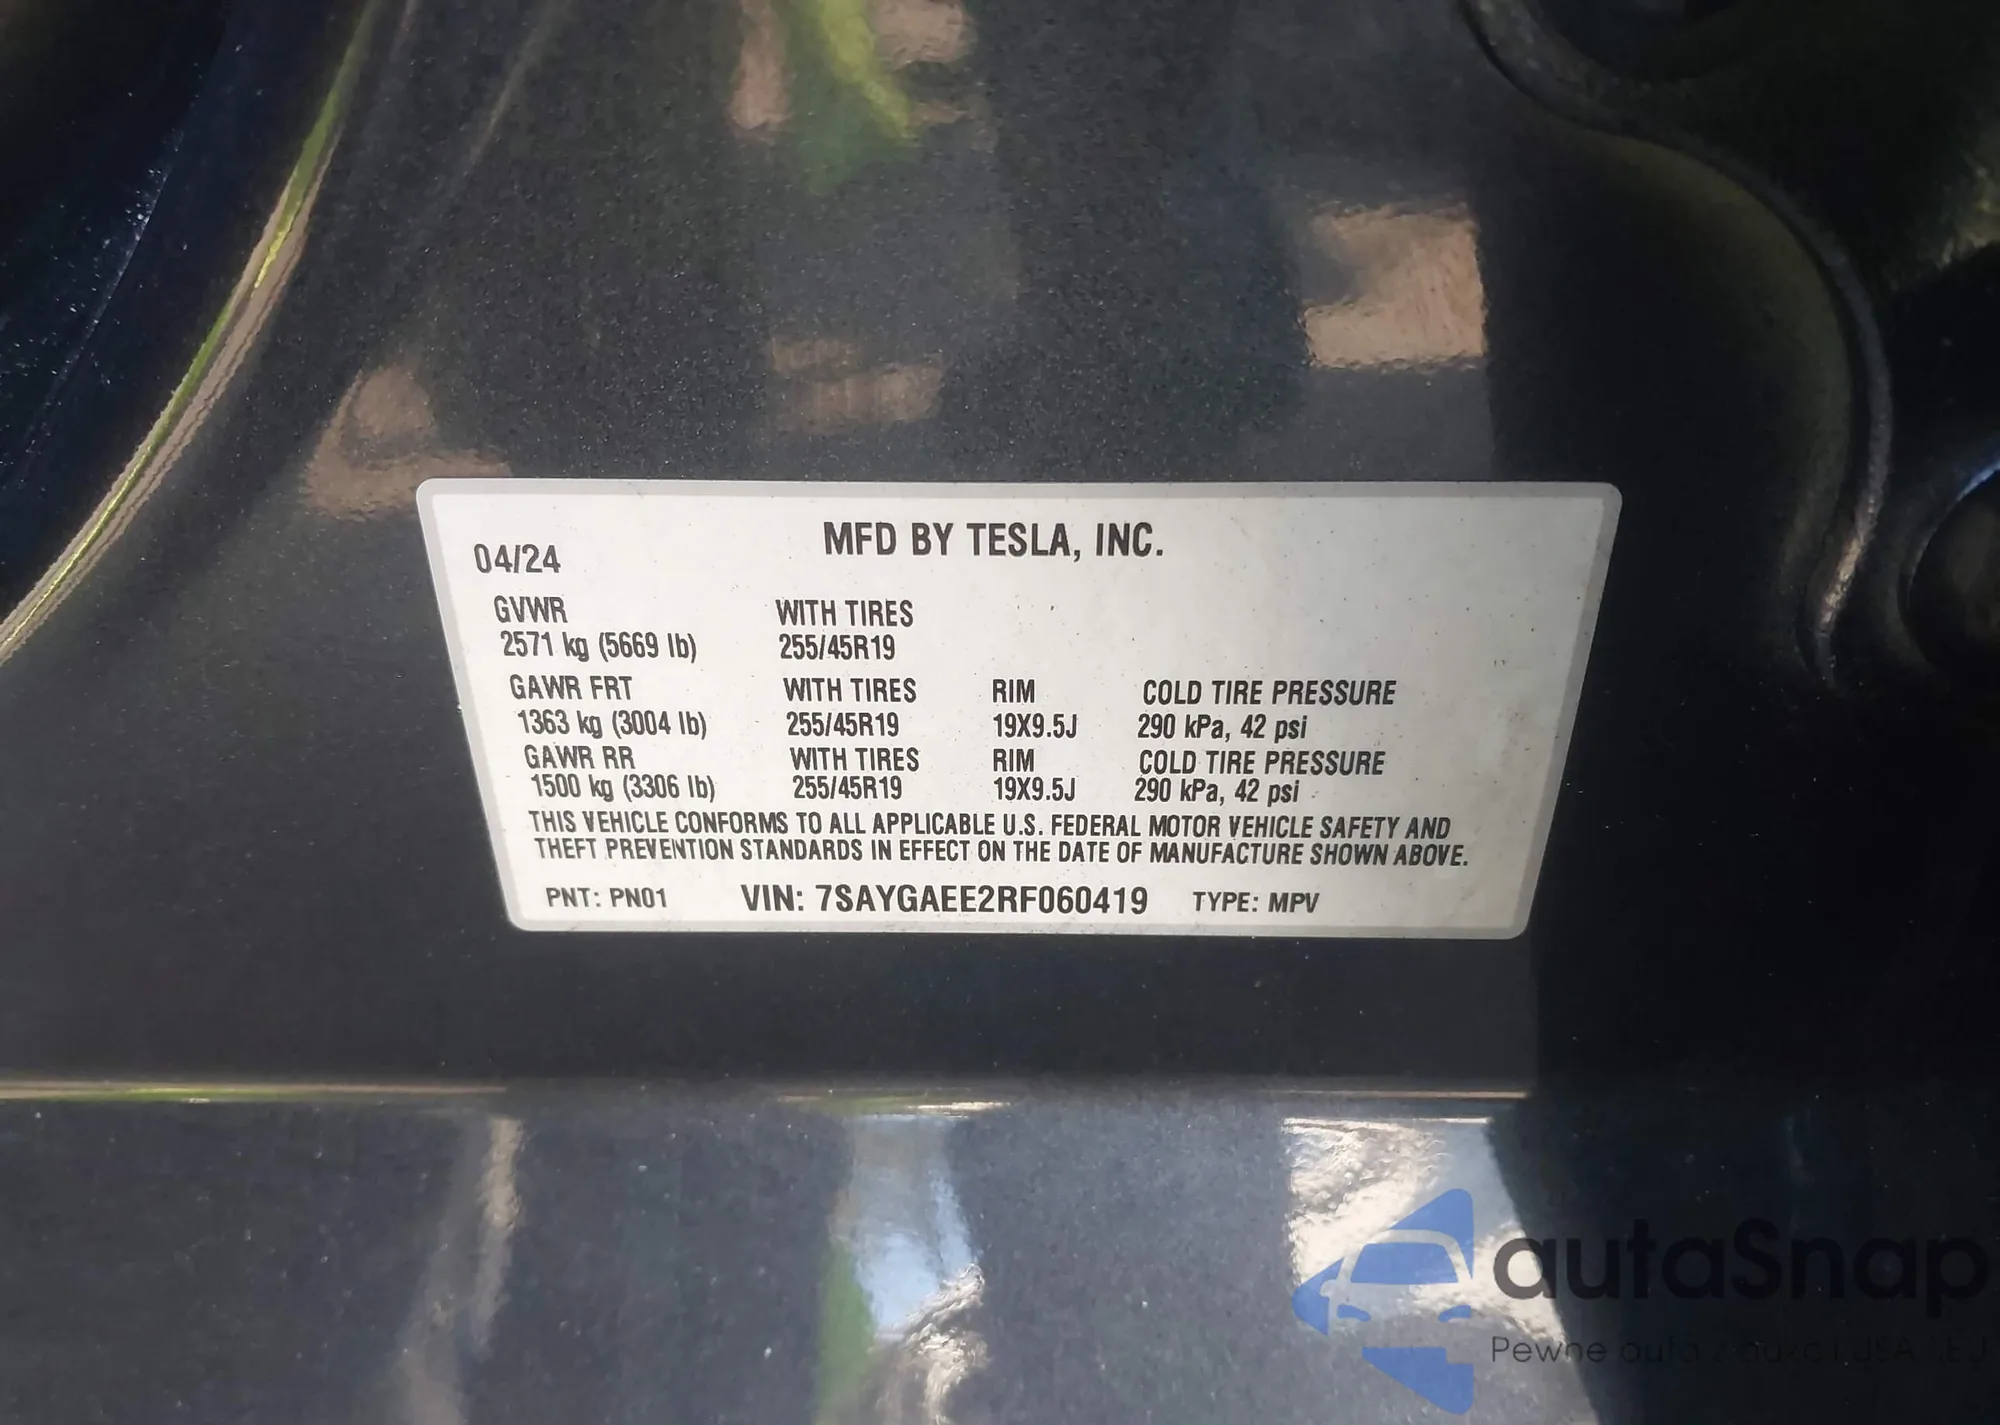 MFD BY TESLA, INC.
04/24
GVWR WITH TIRES
2571 kg (5669 lb) 255/45R19
GAWR FRT WITH TIRES RIM COLD TIRE PRESSURE
1363 kg (3004 lb) 255/45R19 19X9.5J 290 kPa, 42 psi
GAWR RR WITH TIRES RIM COLD TIRE PRESSURE
1500 kg (3306 lb) 255/45R19 19X9.5J 290 kPa, 42 psi
THIS VEHICLE CONFORMS TO ALL APPLICABLE U.S. FEDERAL MOTOR VEHICLE SAFETY AND
THEFT PREVENTION STANDARDS IN EFFECT ON THE DATE OF MANUFACTURE SHOWN ABOVE.
PNT: PN01 VIN: 7SAYGAEE2RF060419 TYPE: MPV
autaSnap
Pewne auta z